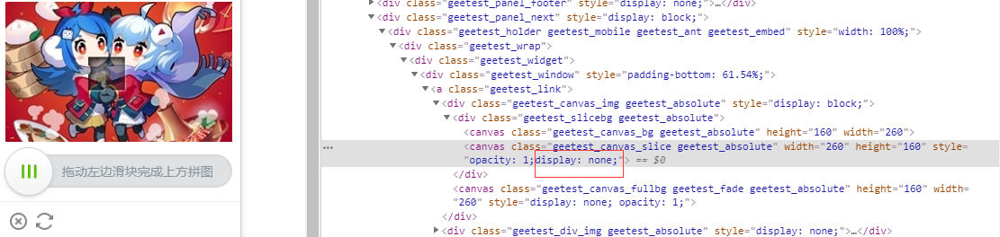 拖动左边滑块完成上方拼图
<div class="geetest_panel_footer" style="display: none;">…</div>
<div class="geetest_panel_next" style="display: block;">
<div class="geetest_holder geetest_mobile geetest_ant geetest_embed" style="width: 100%;">
<div class="geetest_wrap">
<div class="geetest_widget">
<div class="geetest_window" style="padding-bottom: 61.54%;">
<a class="geetest_link">
<div class="geetest_canvas_img geetest_absolute" style="display: block;">
<div class="geetest_slicebg geetest_absolute">
<canvas class="geetest_canvas_bg geetest_absolute" height="160" width="260">
<canvas class="geetest_canvas_slice geetest_absolute" width="260" height="160" style=
"opacity: 1;display: none;"> == $0
</div>
<canvas class="geetest_canvas_fullbg geetest_fade geetest_absolute" height="160" width=
"260" style="display: none; opacity: 1;">
</div>
<div class="geetest_div_img geetest_absolute" style="display: none;">…</div>